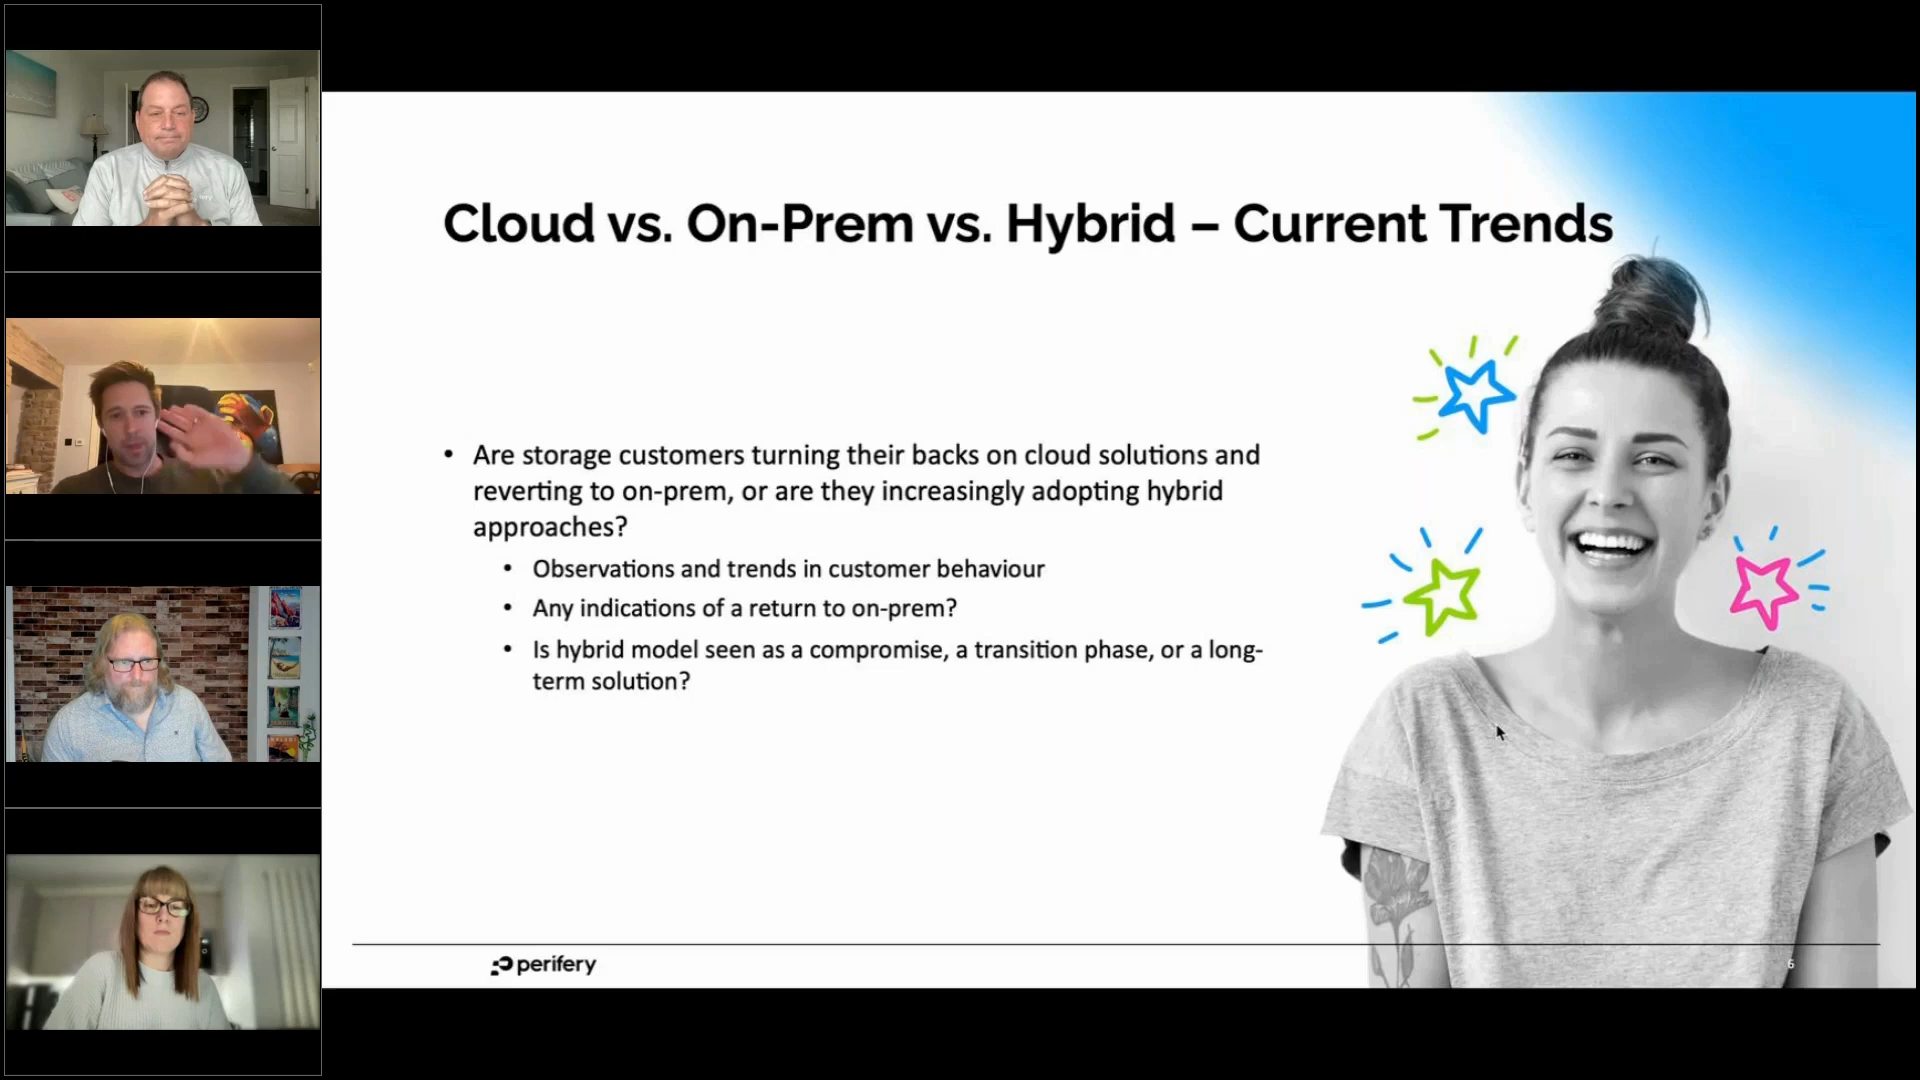 Cloud vs. On-Prem vs. Hybrid – Current Trends
• Are storage customers turning their backs on cloud solutions and
reverting to on-prem, or are they increasingly adopting hybrid
approaches?
• Observations and trends in customer behaviour
• Any indications of a return to on-prem?
• Is hybrid model seen as a compromise, a transition phase, or a long-
term solution?
perifery
6